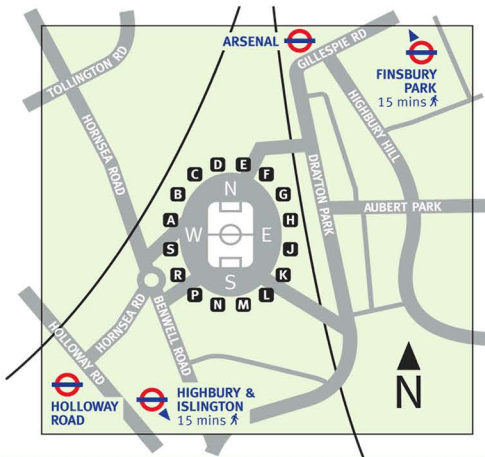 ARSENAL
GILLESPIE RD
FINSBURY
PARK
15 mins
TOLLINGTON RD
HORNSEA ROAD
HIGHBURY HILL
DRAYTON PARK
AUBERT PARK
D
E
C
F
B
G
A
H
S
J
R
K
P
L
N
M
N
W
E
S
HORNSEA RD
BENWELL ROAD
HOLLOWAY RD
HOLLOWAY
ROAD
HIGHBURY &
ISLINGTON
15 mins
N